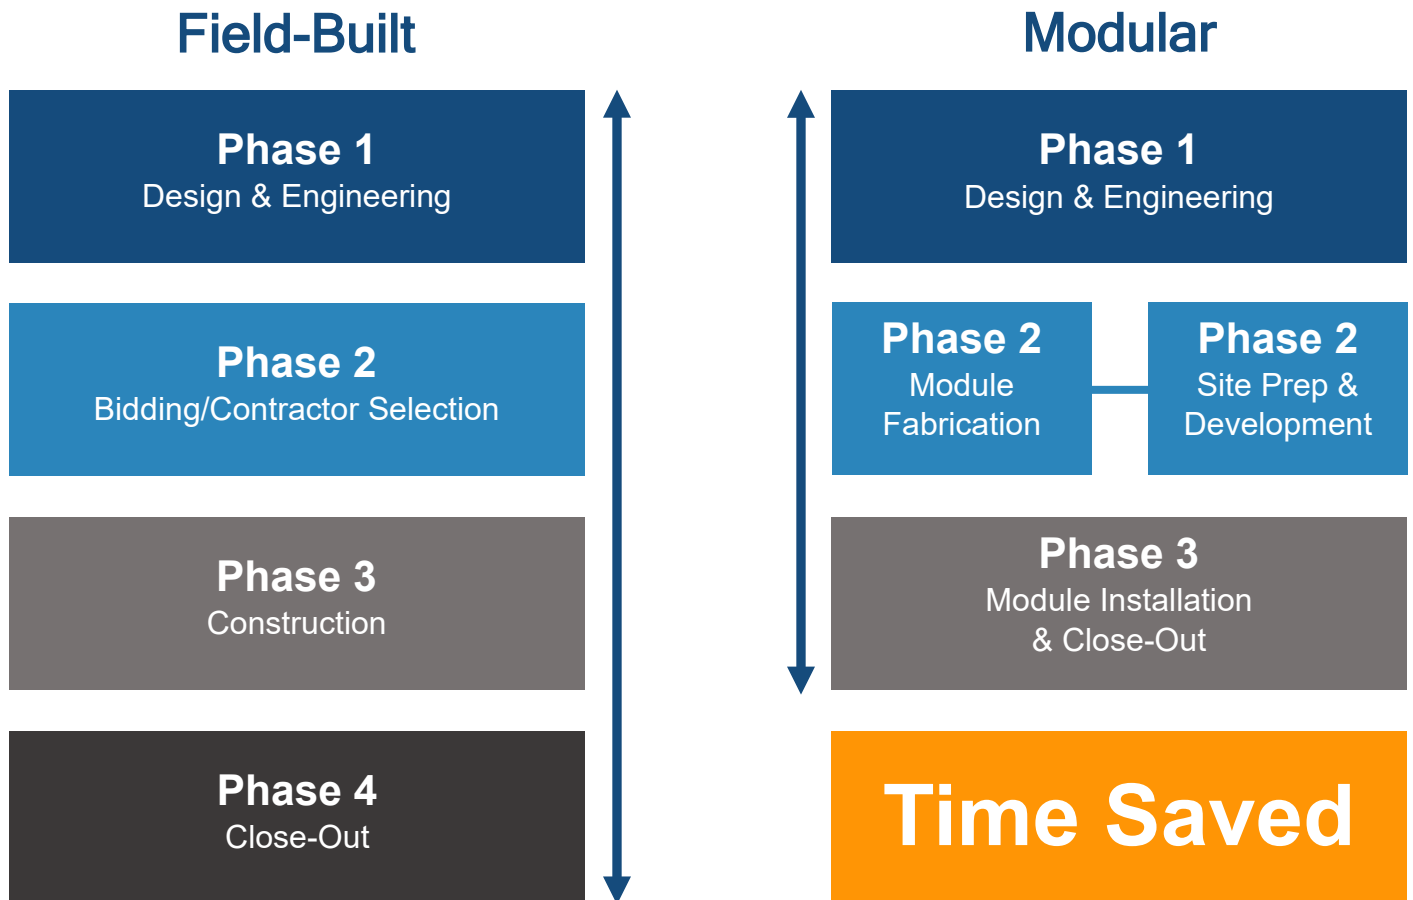 Field-Built
Phase 1
Design & Engineering
Phase 2
Bidding/Contractor Selection
Phase 3
Construction
Phase 4
Close-Out
Modular
Phase 1
Design & Engineering
Phase 2
Module
Fabrication
Phase 2
Site Prep &
Development
Phase 3
Module Installation
& Close-Out
Time Saved